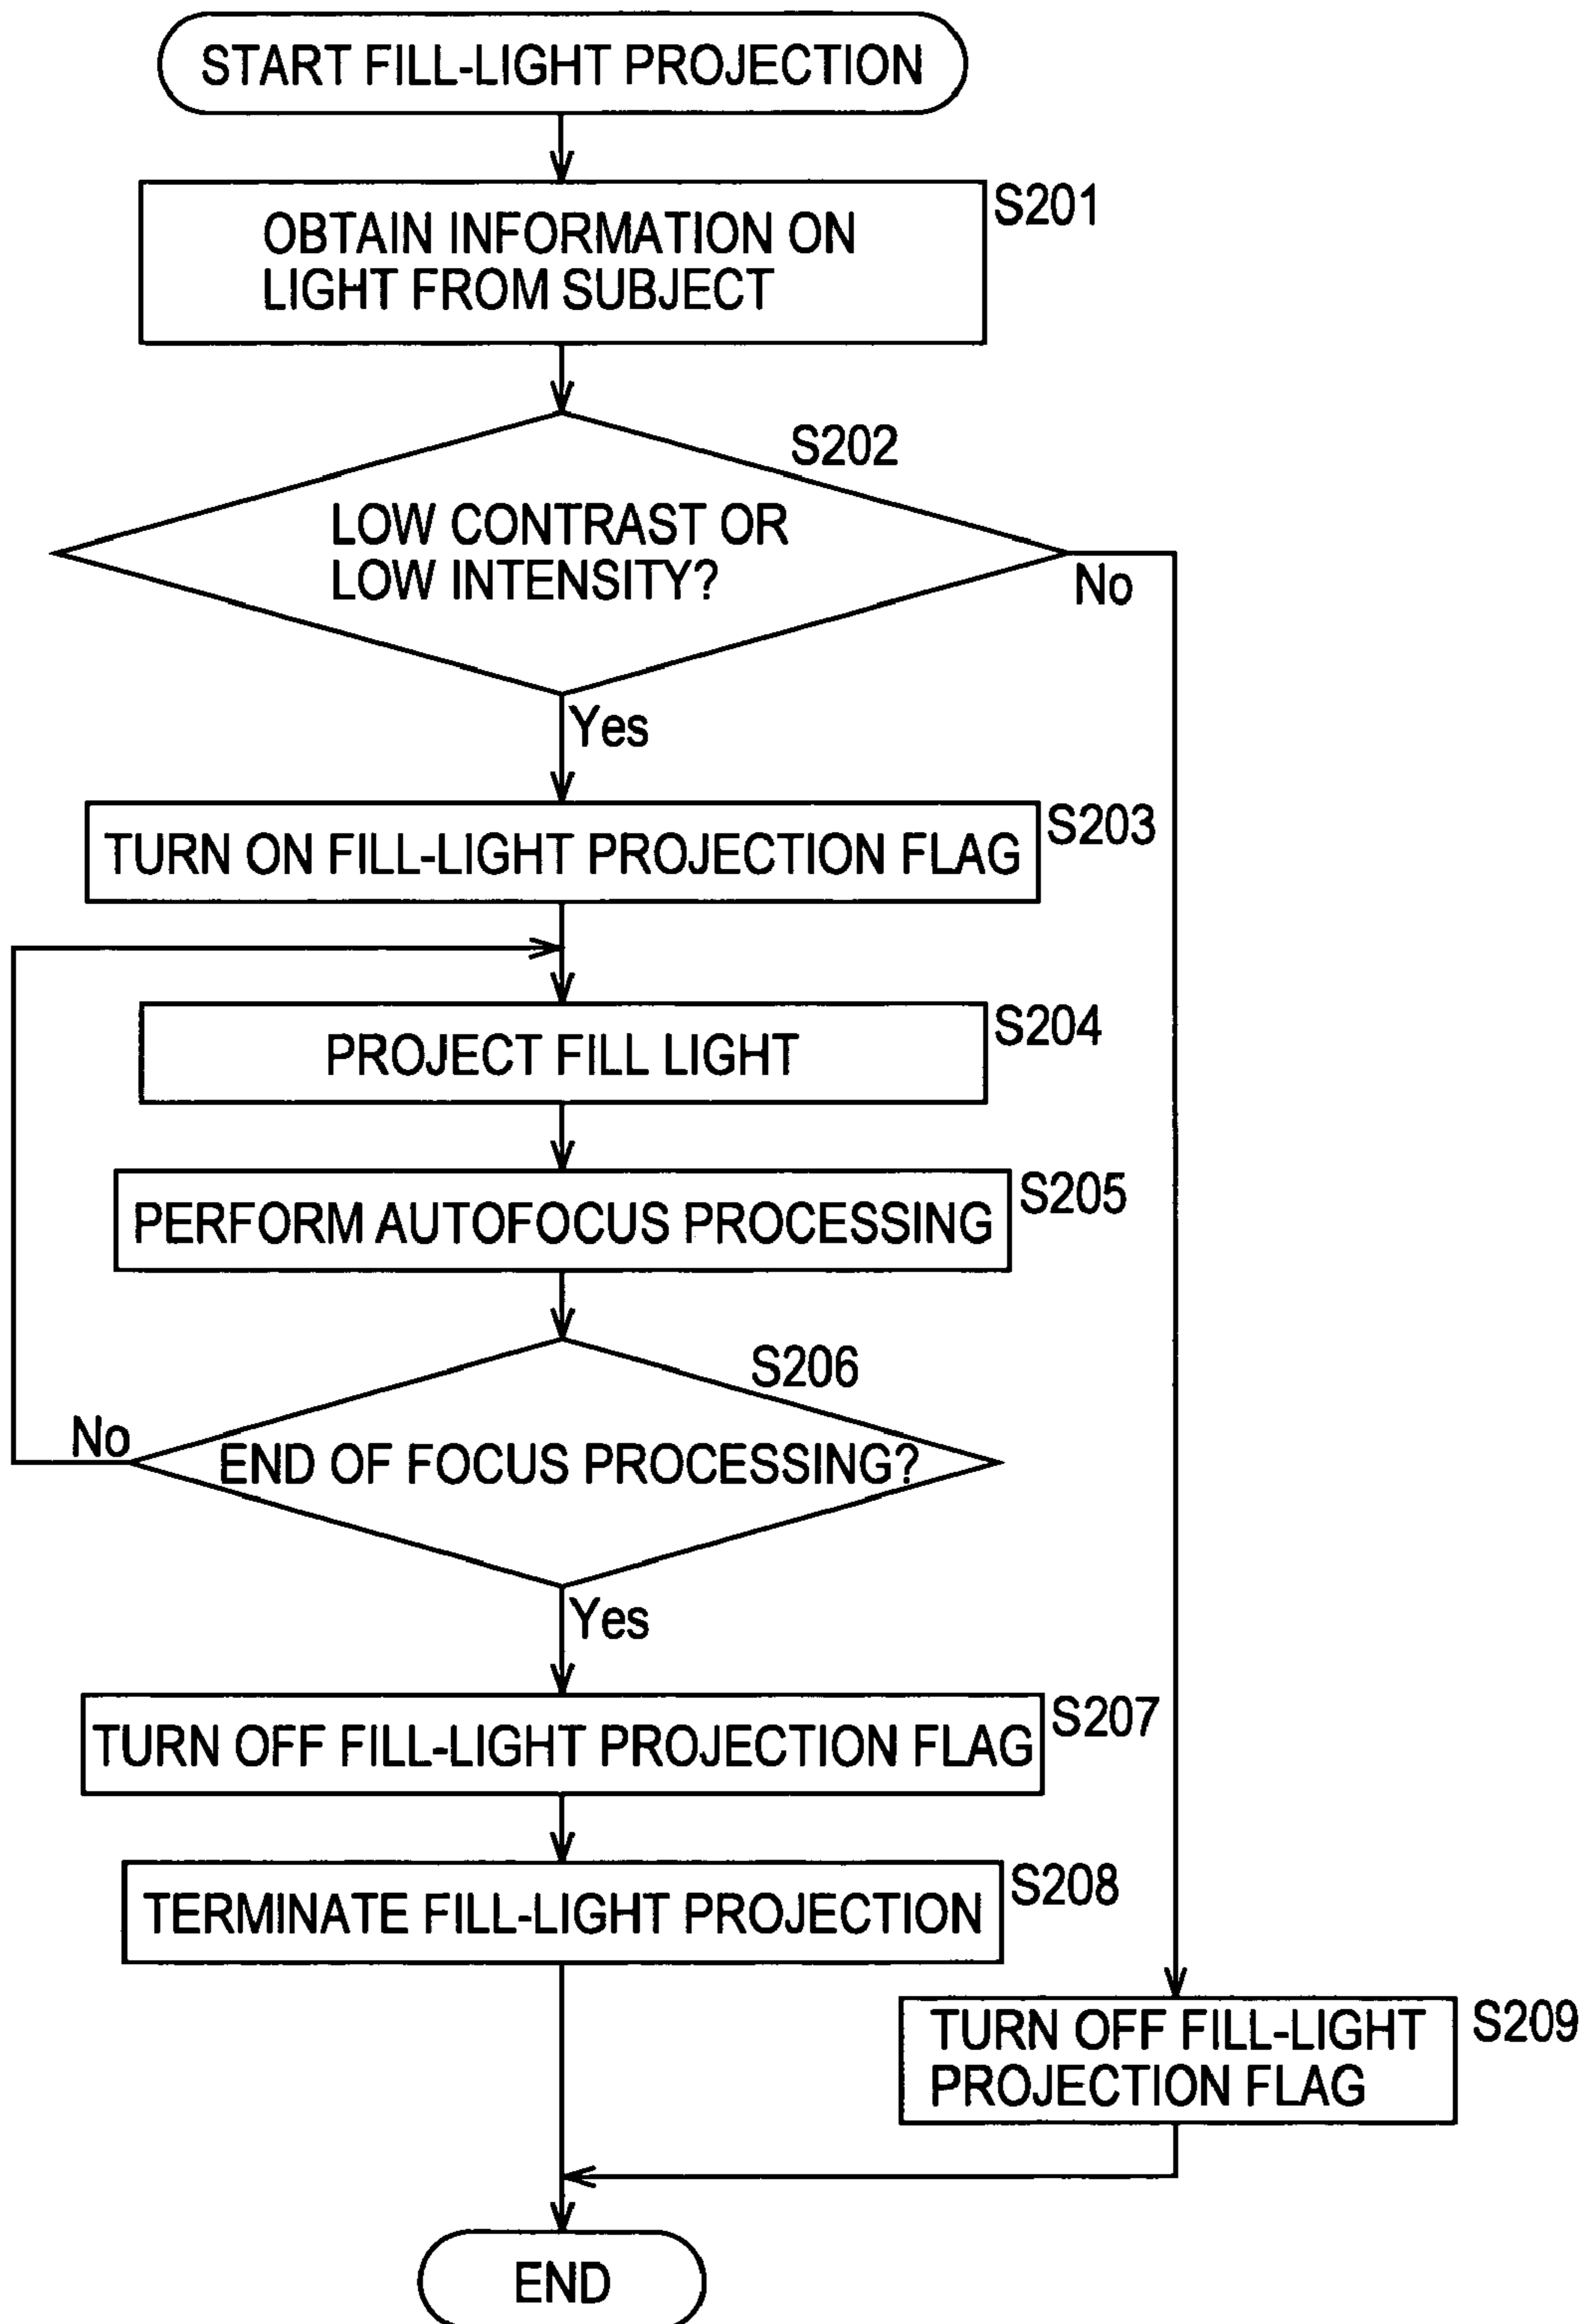 START FILL-LIGHT PROJECTION
S201
OBTAIN INFORMATION ON
LIGHT FROM SUBJECT
S202
LOW CONTRAST OR
LOW INTENSITY?
No
Yes
S203
TURN ON FILL-LIGHT PROJECTION FLAG
S204
PROJECT FILL LIGHT
S205
PERFORM AUTOFOCUS PROCESSING
S206
No
END OF FOCUS PROCESSING?
Yes
S207
TURN OFF FILL-LIGHT PROJECTION FLAG
S208
TERMINATE FILL-LIGHT PROJECTION
S209
TURN OFF FILL-LIGHT
PROJECTION FLAG
END